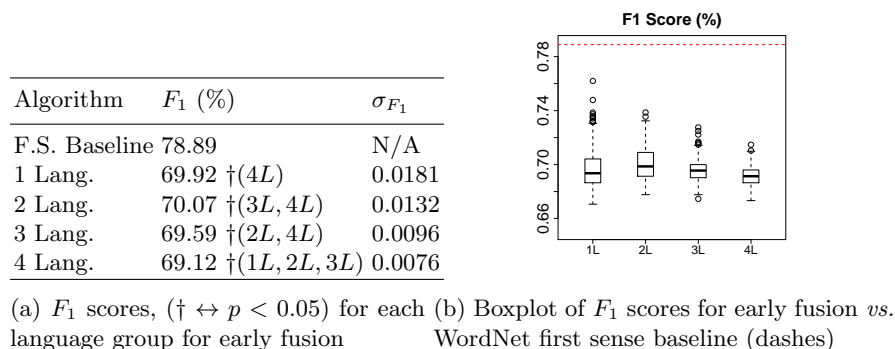 Algorithm F₁ (%) σ_F₁
F.S. Baseline 78.89 N/A
1 Lang. 69.92 †(4L) 0.0181
2 Lang. 70.07 †(3L, 4L) 0.0132
3 Lang. 69.59 †(2L, 4L) 0.0096
4 Lang. 69.12 †(1L, 2L, 3L) 0.0076
(a) F₁ scores, († ↔ p < 0.05) for each
language group for early fusion
F1 Score (%)
0.78
0.74
0.70
0.66
1L 2L 3L 4L
(b) Boxplot of F₁ scores for early fusion vs.
WordNet first sense baseline (dashes)